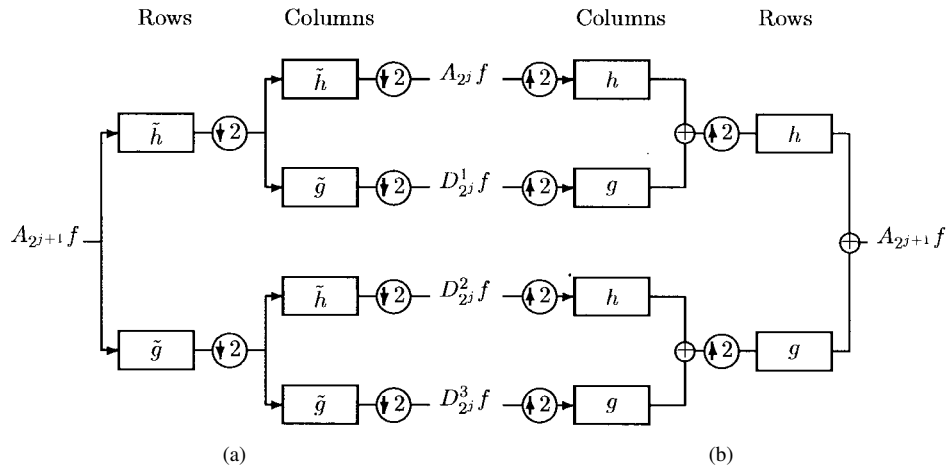 Rows Columns Columns Rows
h̃ ↓2 A_{2^j}f ↑2 h
h̃ ↓2 ↑2 h
g̃ ↓2 D^1_{2^j}f ↑2 g
A_{2^{j+1}}f A_{2^{j+1}}f
h̃ ↓2 D^2_{2^j}f ↑2 h
g̃ ↓2 ↑2 g
g̃ ↓2 D^3_{2^j}f ↑2 g
(a) (b)